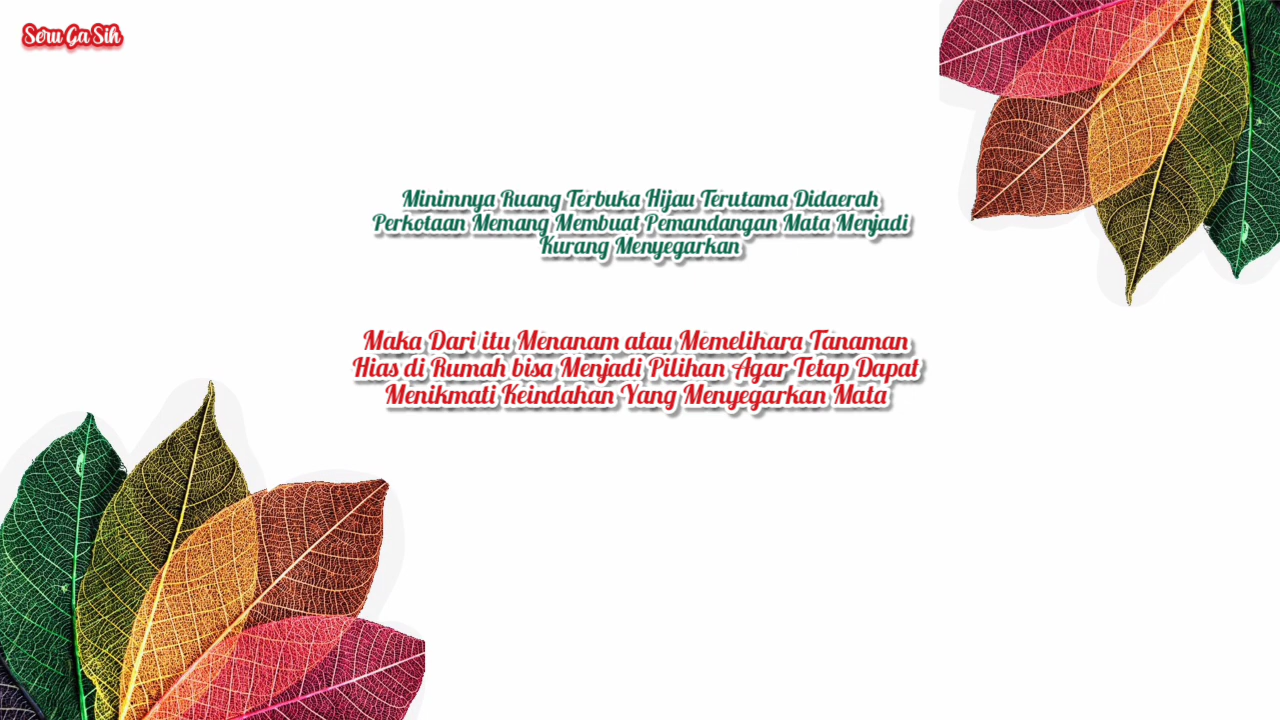 Seru Ga Sih
Minimnya Ruang Terbuka Hijau Terutama Didaerah
Perkotaan Memang Membuat Pemandangan Mata Menjadi
Kurang Menyegarkan
Maka Dari itu Menanam atau Memelihara Tanaman
Hias di Rumah bisa Menjadi Pilihan Agar Tetap Dapat
Menikmati Keindahan Yang Menyegarkan Mata